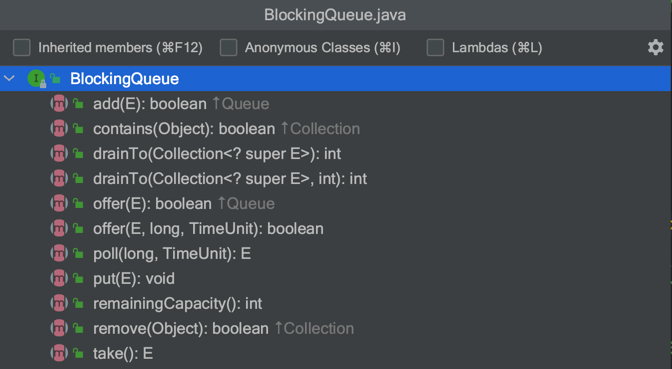 BlockingQueue.java
Inherited members (⌘F12) Anonymous Classes (⌘I) Lambdas (⌘L)
BlockingQueue
add(E): boolean ↑Queue
contains(Object): boolean ↑Collection
drainTo(Collection<? super E>): int
drainTo(Collection<? super E>, int): int
offer(E): boolean ↑Queue
offer(E, long, TimeUnit): boolean
poll(long, TimeUnit): E
put(E): void
remainingCapacity(): int
remove(Object): boolean ↑Collection
take(): E